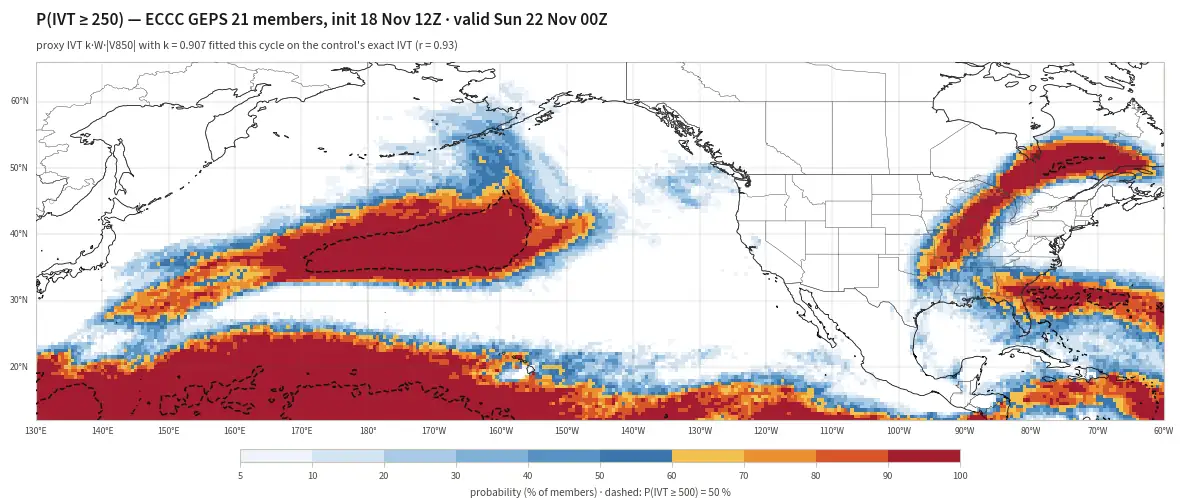 P(IVT ≥ 250) — ECCC GEPS 21 members, init 18 Nov 12Z · valid Sun 22 Nov 00Z
proxy IVT k·W·|V850| with k = 0.907 fitted this cycle on the control's exact IVT (r = 0.93)
60°N
50°N
40°N
30°N
20°N
130°E 140°E 150°E 160°E 170°E 180° 170°W 160°W 150°W 140°W 130°W 120°W 110°W 100°W 90°W 80°W 70°W 60°W
5 10 20 30 40 50 60 70 80 90 100
probability (% of members) · dashed: P(IVT ≥ 500) = 50 %